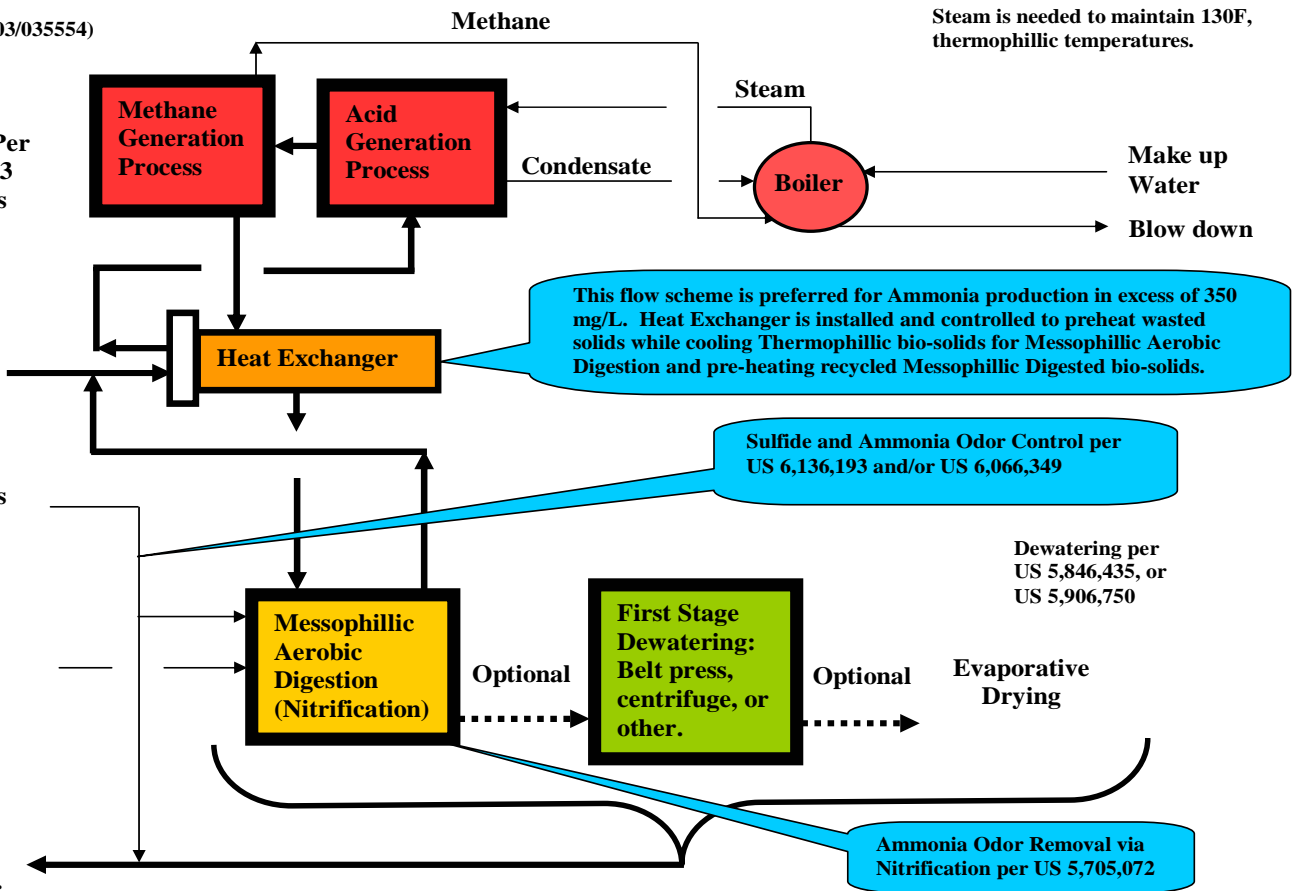 03/035554)
Methane
Steam is needed to maintain 130F,
thermophillic temperatures.
Methane
Generation
Process
Acid
Generation
Process
Steam
Per
3
s
Condensate
Boiler
Make up
Water
Blow down
This flow scheme is preferred for Ammonia production in excess of 350
mg/L. Heat Exchanger is installed and controlled to preheat wasted
solids while cooling Thermophillic bio-solids for Messophillic Aerobic
Digestion and pre-heating recycled Messophillic Digested bio-solids.
Heat Exchanger
Sulfide and Ammonia Odor Control per
US 6,136,193 and/or US 6,066,349
s
Dewatering per
US 5,846,435, or
US 5,906,750
Messophillic
Aerobic
Digestion
(Nitrification)
Optional
First Stage
Dewatering:
Belt press,
centrifuge, or
other.
Optional
Evaporative
Drying
Ammonia Odor Removal via
Nitrification per US 5,705,072